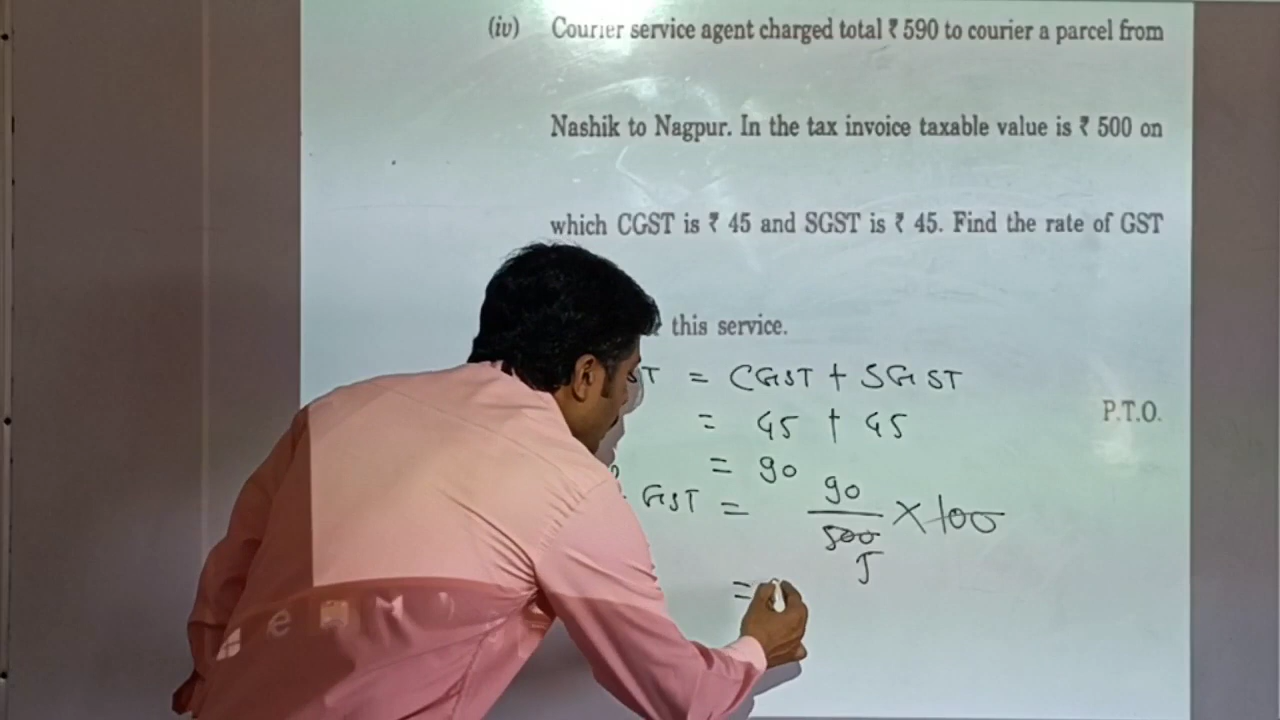 (iv) Courier service agent charged total ₹ 590 to courier a parcel from
Nashik to Nagpur. In the tax invoice taxable value is ₹ 500 on
which CGST is ₹ 45 and SGST is ₹ 45. Find the rate of GST
this service.
= CGST + SGST
P.T.O.
= 45 + 45
= 90
GST = 90/500 × 100
5
=